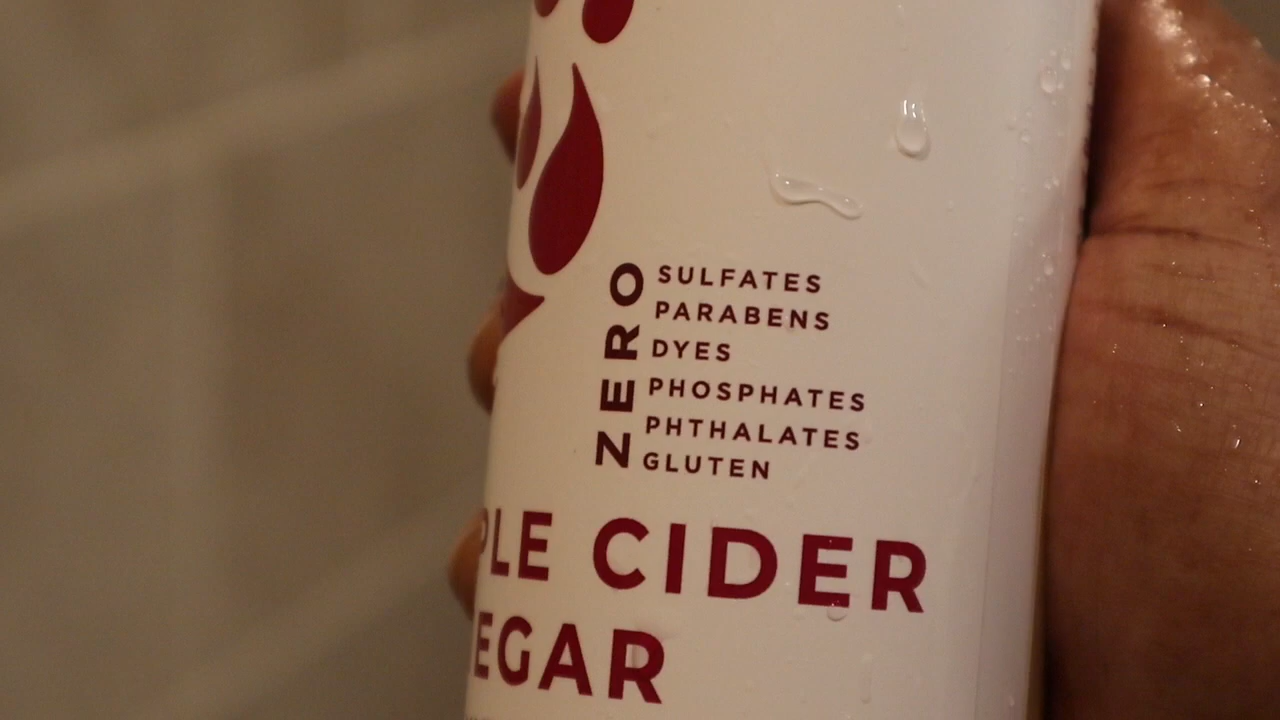 ZERO
SULFATES
PARABENS
DYES
PHOSPHATES
PHTHALATES
GLUTEN
PLE CIDER
EGAR